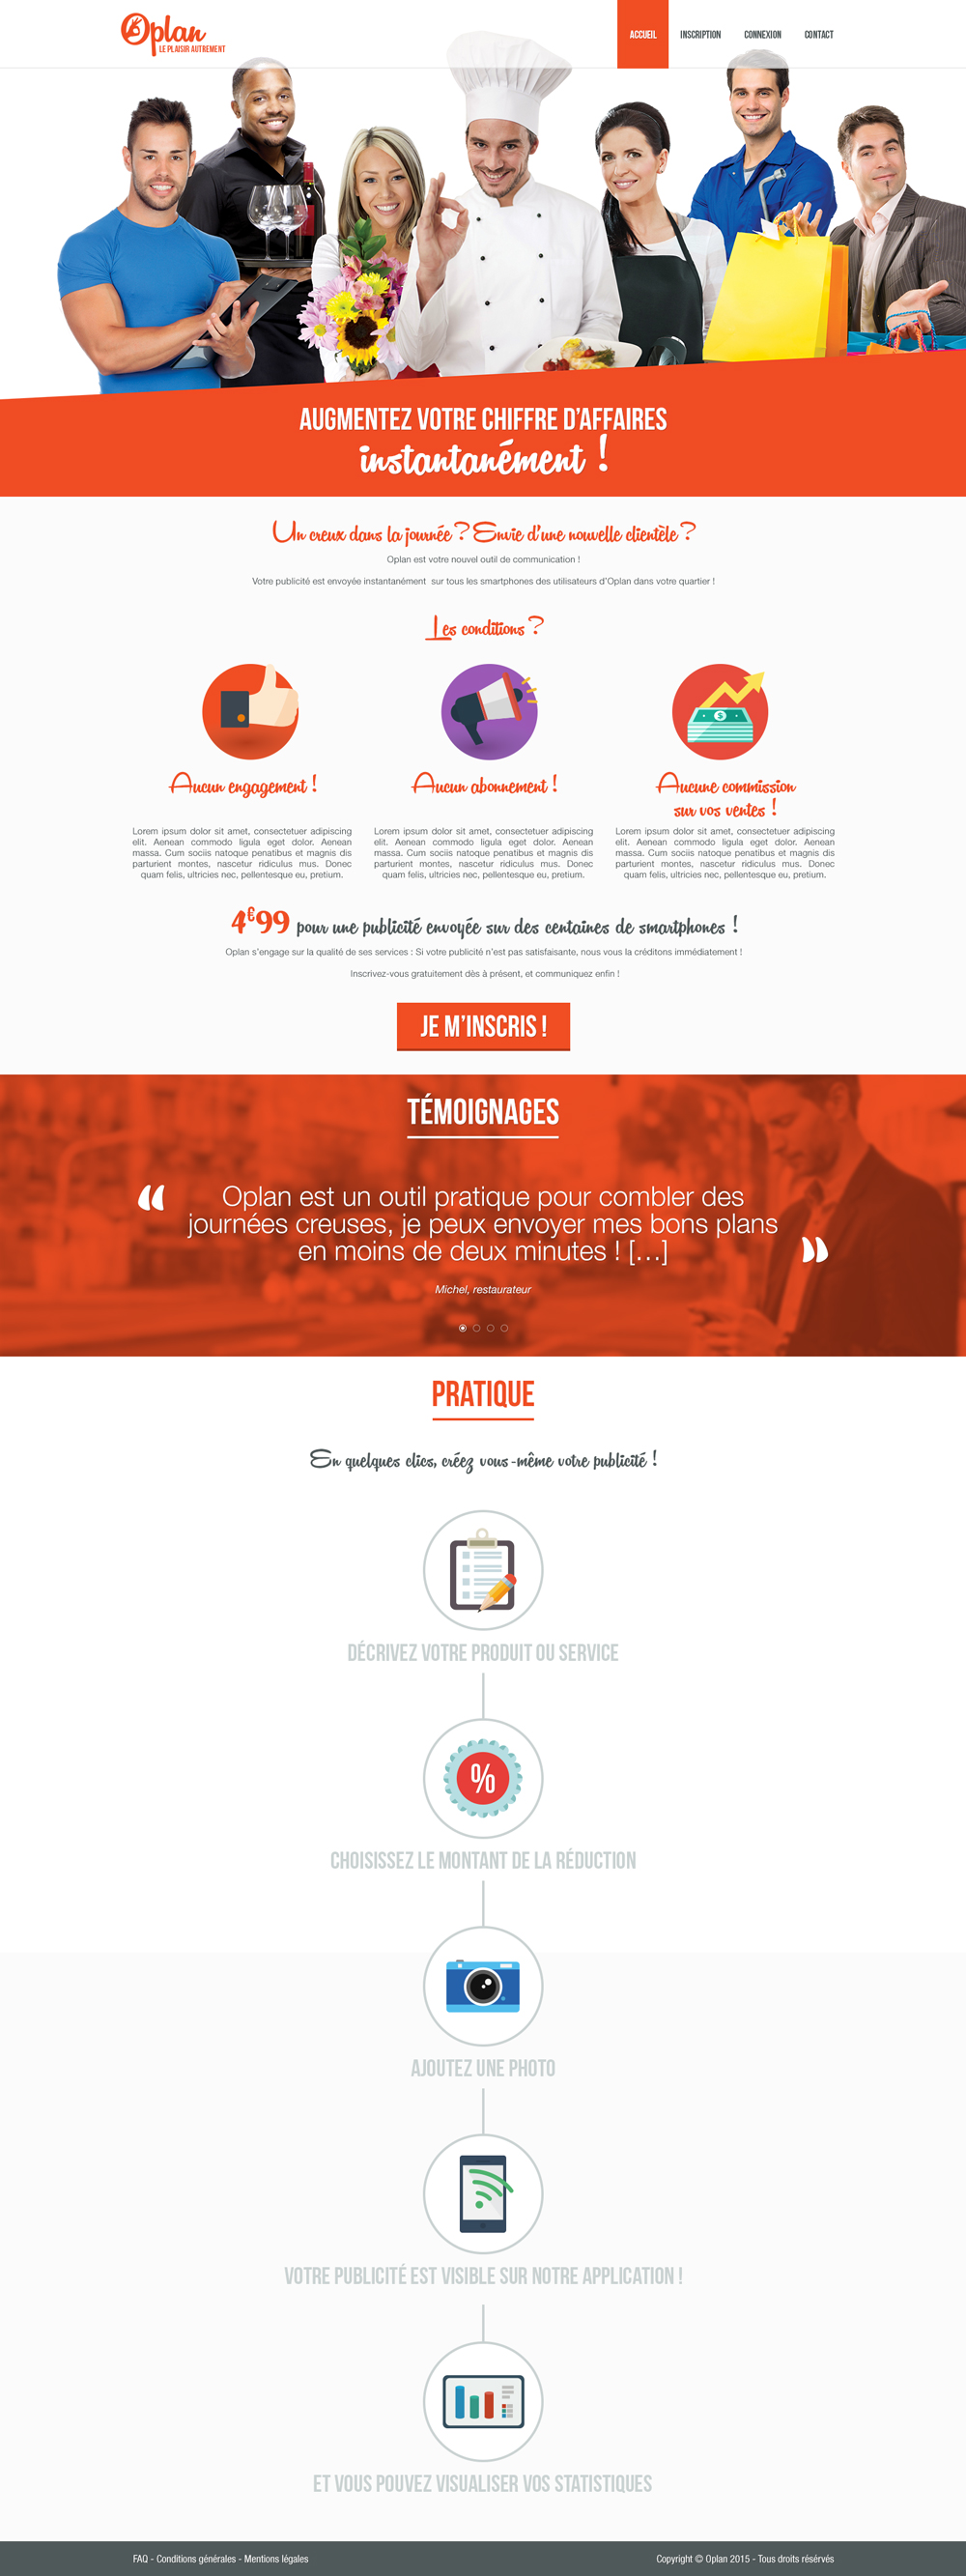 Oplan
LE PLAISIR AUTREMENT
ACCUEIL
INSCRIPTION
CONNEXION
CONTACT
AUGMENTEZ VOTRE CHIFFRE D'AFFAIRES
instantanément !
Un creux dans la journée ? Envie d'une nouvelle clientèle ?
Oplan est votre nouvel outil de communication !
Votre publicité est envoyée instantanément sur tous les smartphones des utilisateurs d'Oplan dans votre quartier !
Les conditions ?
$
Aucun engagement !
Lorem ipsum dolor sit amet, consectetuer adipiscing
elit. Aenean commodo ligula eget dolor. Aenean
massa. Cum sociis natoque penatibus et magnis dis
parturient montes, nascetur ridiculus mus. Donec
quam felis, ultricies nec, pellentesque eu, pretium.
Aucun abonnement !
Lorem ipsum dolor sit amet, consectetuer adipiscing
elit. Aenean commodo ligula eget dolor. Aenean
massa. Cum sociis natoque penatibus et magnis dis
parturient montes, nascetur ridiculus mus. Donec
quam felis, ultricies nec, pellentesque eu, pretium.
Aucune commission
sur vos ventes !
Lorem ipsum dolor sit amet, consectetuer adipiscing
elit. Aenean commodo ligula eget dolor. Aenean
massa. Cum sociis natoque penatibus et magnis dis
parturient montes, nascetur ridiculus mus. Donec
quam felis, ultricies nec, pellentesque eu, pretium.
4€99 pour une publicité envoyée sur des centaines de smartphones !
Oplan s'engage sur la qualité de ses services : Si votre publicité n'est pas satisfaisante, nous vous la créditons immédiatement !
Inscrivez-vous gratuitement dès à présent, et communiquez enfin !
JE M'INSCRIS !
TÉMOIGNAGES
“ Oplan est un outil pratique pour combler des
journées creuses, je peux envoyer mes bons plans
en moins de deux minutes ! [...] ”
Michel, restaurateur
PRATIQUE
En quelques clics, créez vous-même votre publicité !
DÉCRIVEZ VOTRE PRODUIT OU SERVICE
%
CHOISISSEZ LE MONTANT DE LA RÉDUCTION
AJOUTEZ UNE PHOTO
VOTRE PUBLICITÉ EST VISIBLE SUR NOTRE APPLICATION !
ET VOUS POUVEZ VISUALISER VOS STATISTIQUES
FAQ - Conditions générales - Mentions légales
Copyright © Oplan 2015 - Tous droits résérvés